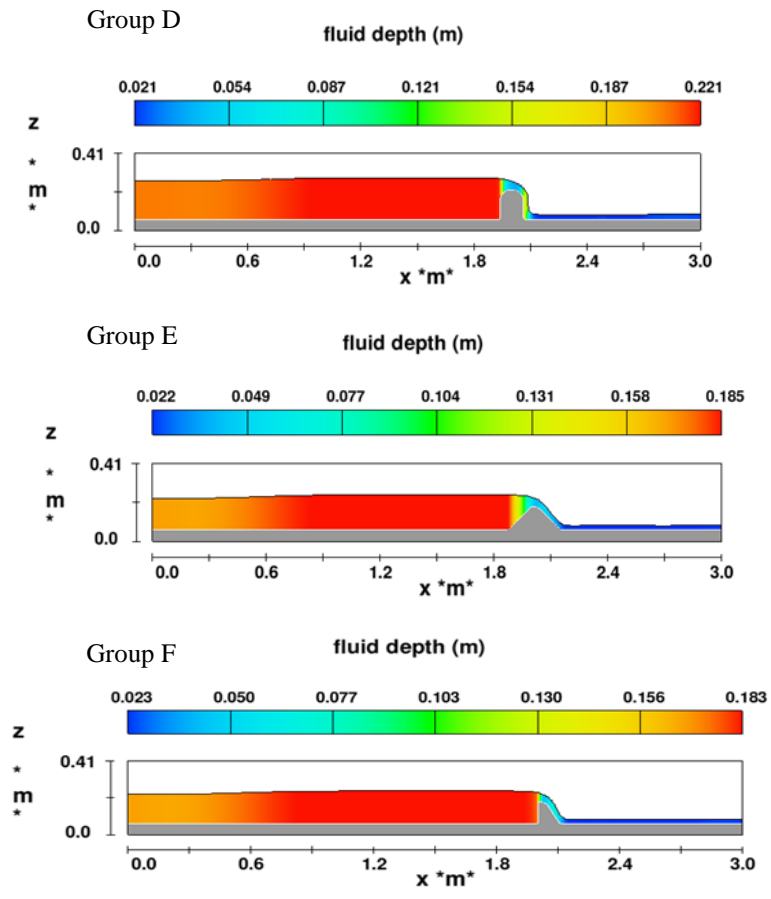 Group D
fluid depth (m)
0.021 0.054 0.087 0.121 0.154 0.187 0.221
z
*
m
*
0.41
0.0
0.0 0.6 1.2 1.8 2.4 3.0
x *m*
Group E
fluid depth (m)
0.022 0.049 0.077 0.104 0.131 0.158 0.185
z
*
m
*
0.41
0.0
0.0 0.6 1.2 1.8 2.4 3.0
x *m*
Group F
fluid depth (m)
0.023 0.050 0.077 0.103 0.130 0.156 0.183
z
*
m
*
0.41
0.0
0.0 0.6 1.2 1.8 2.4 3.0
x *m*